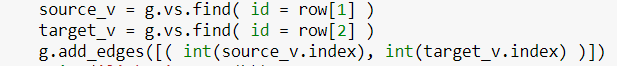 source_v = g.vs.find( id = row[1] )
target_v = g.vs.find( id = row[2] )
g.add_edges([( int(source_v.index), int(target_v.index) )])